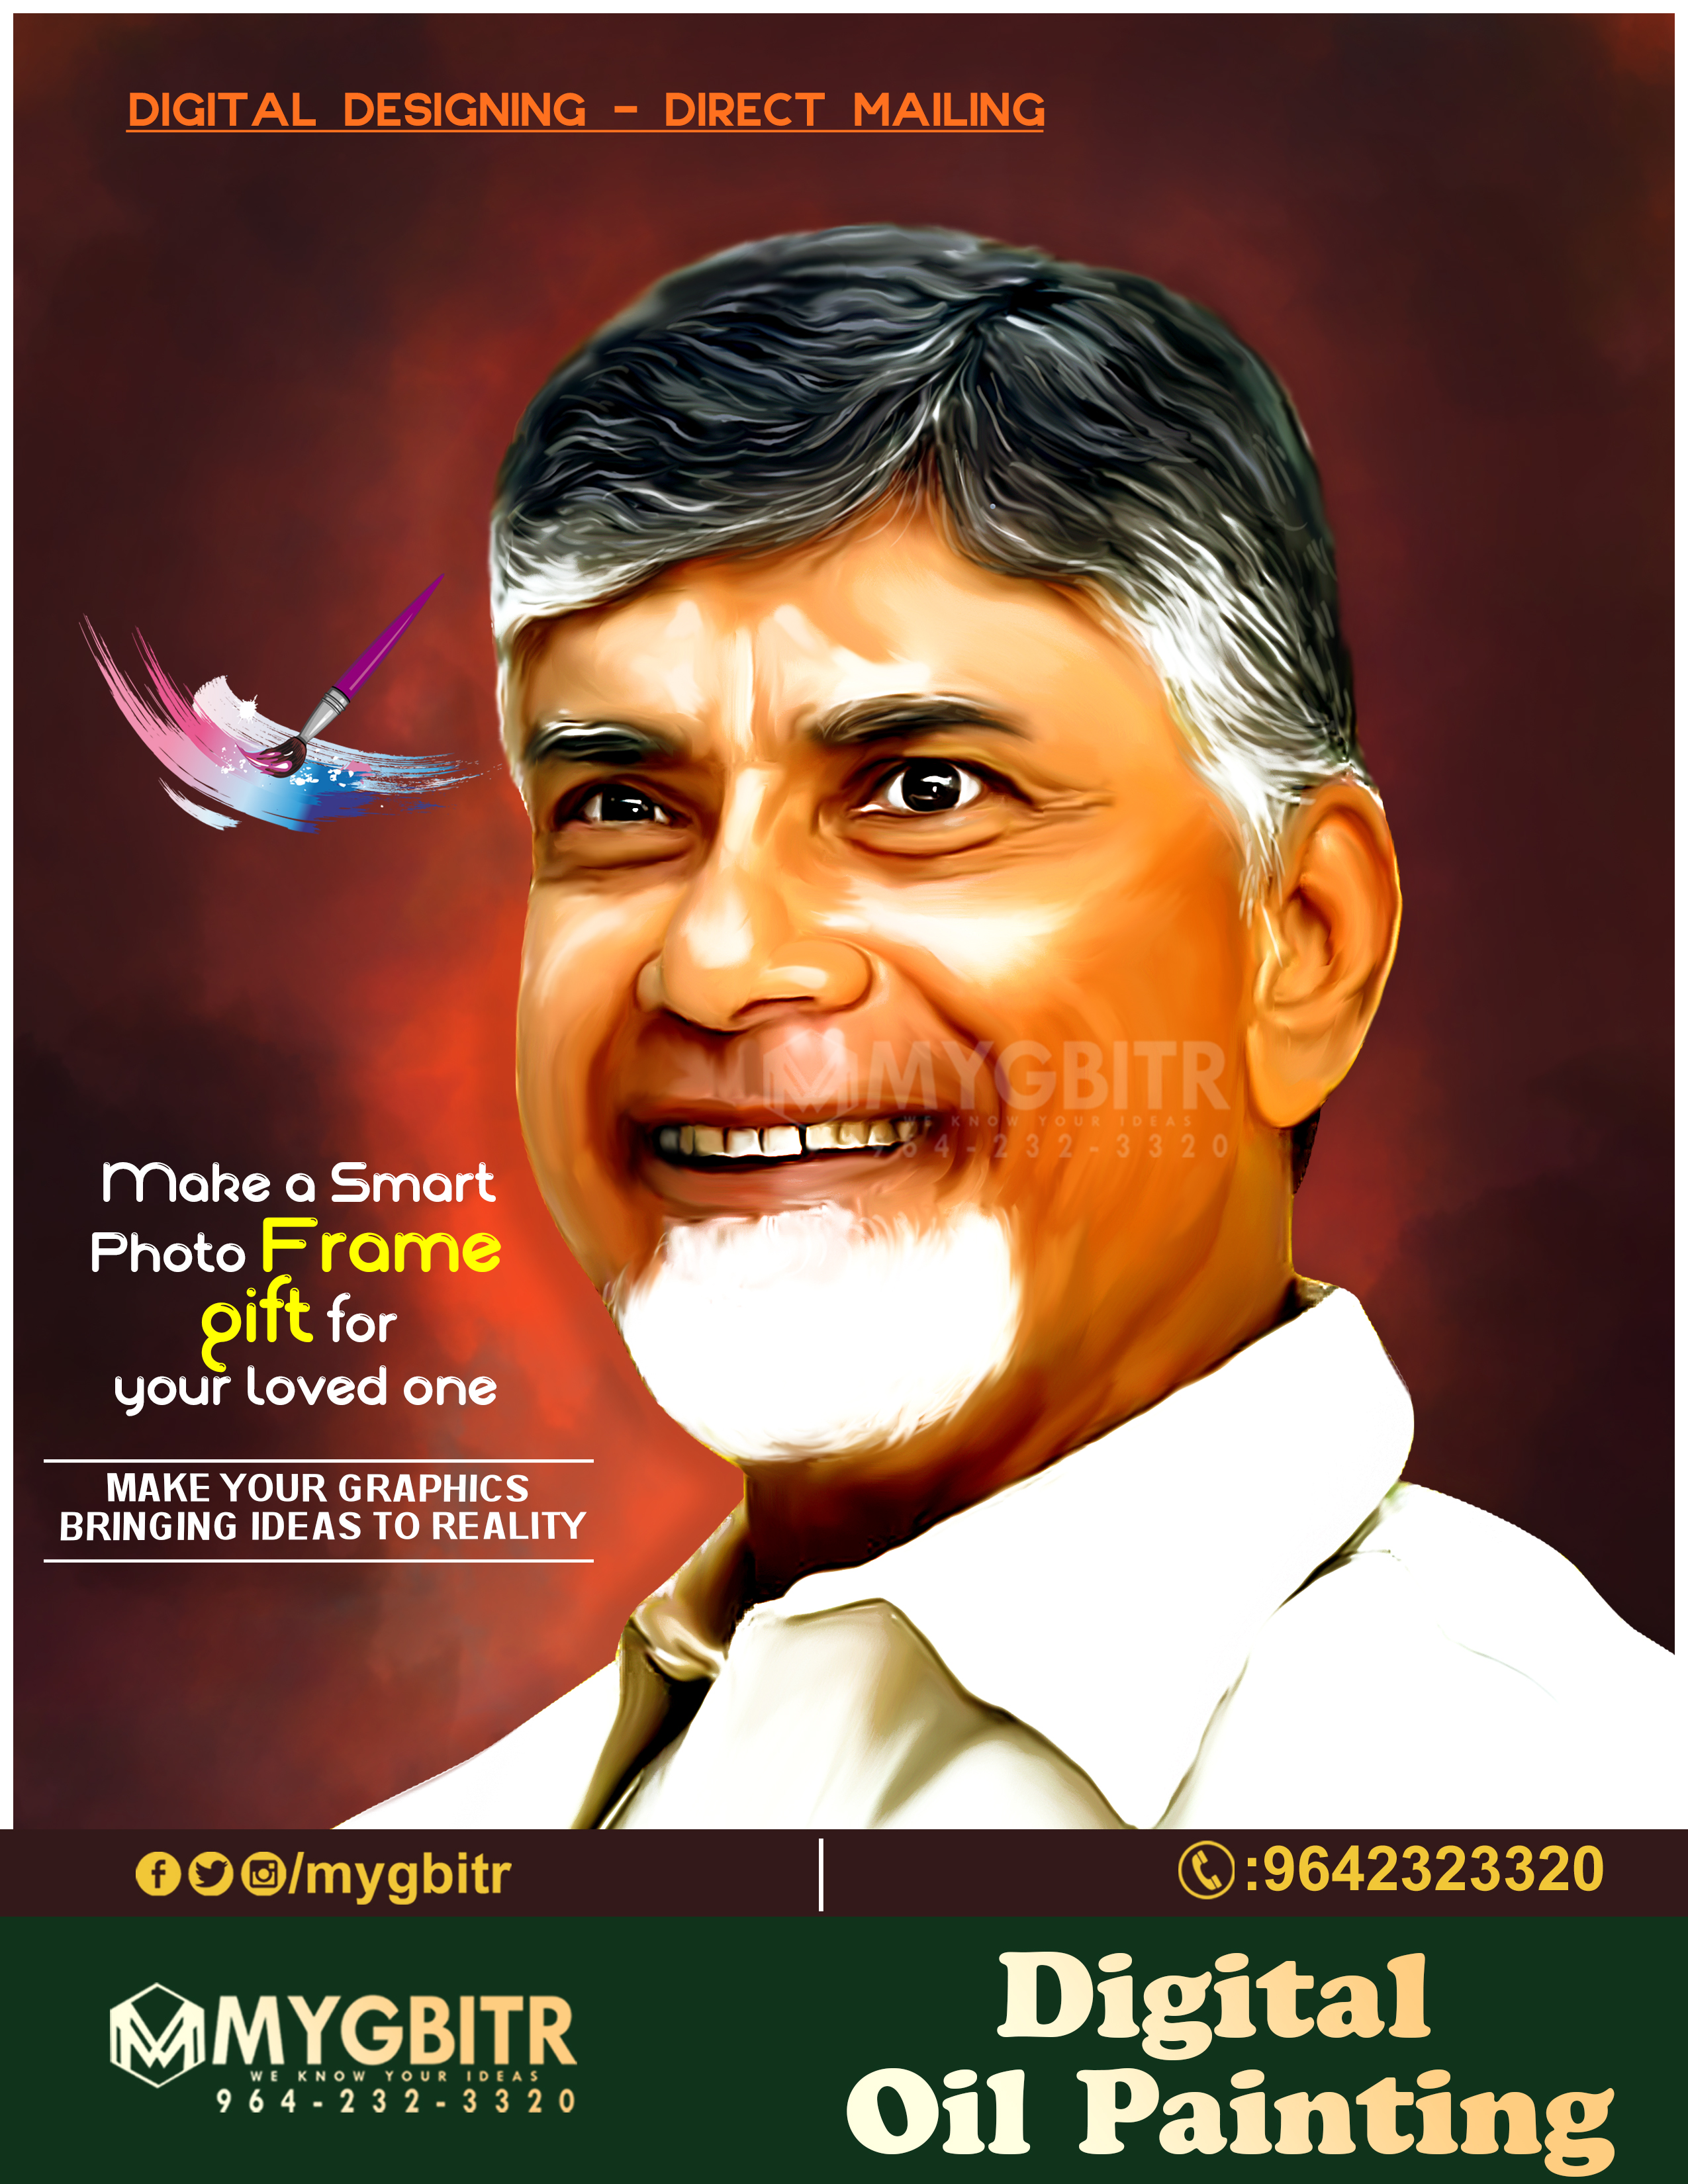 DIGITAL DESIGNING - DIRECT MAILING
MYGBITR
WE KNOW YOUR IDEAS
964-232-3320
Make a Smart
Photo Frame
gift for
your loved one
MAKE YOUR GRAPHICS
BRINGING IDEAS TO REALITY
/mygbitr
:9642323320
MYGBITR
WE KNOW YOUR IDEAS
964-232-3320
Digital
Oil Painting